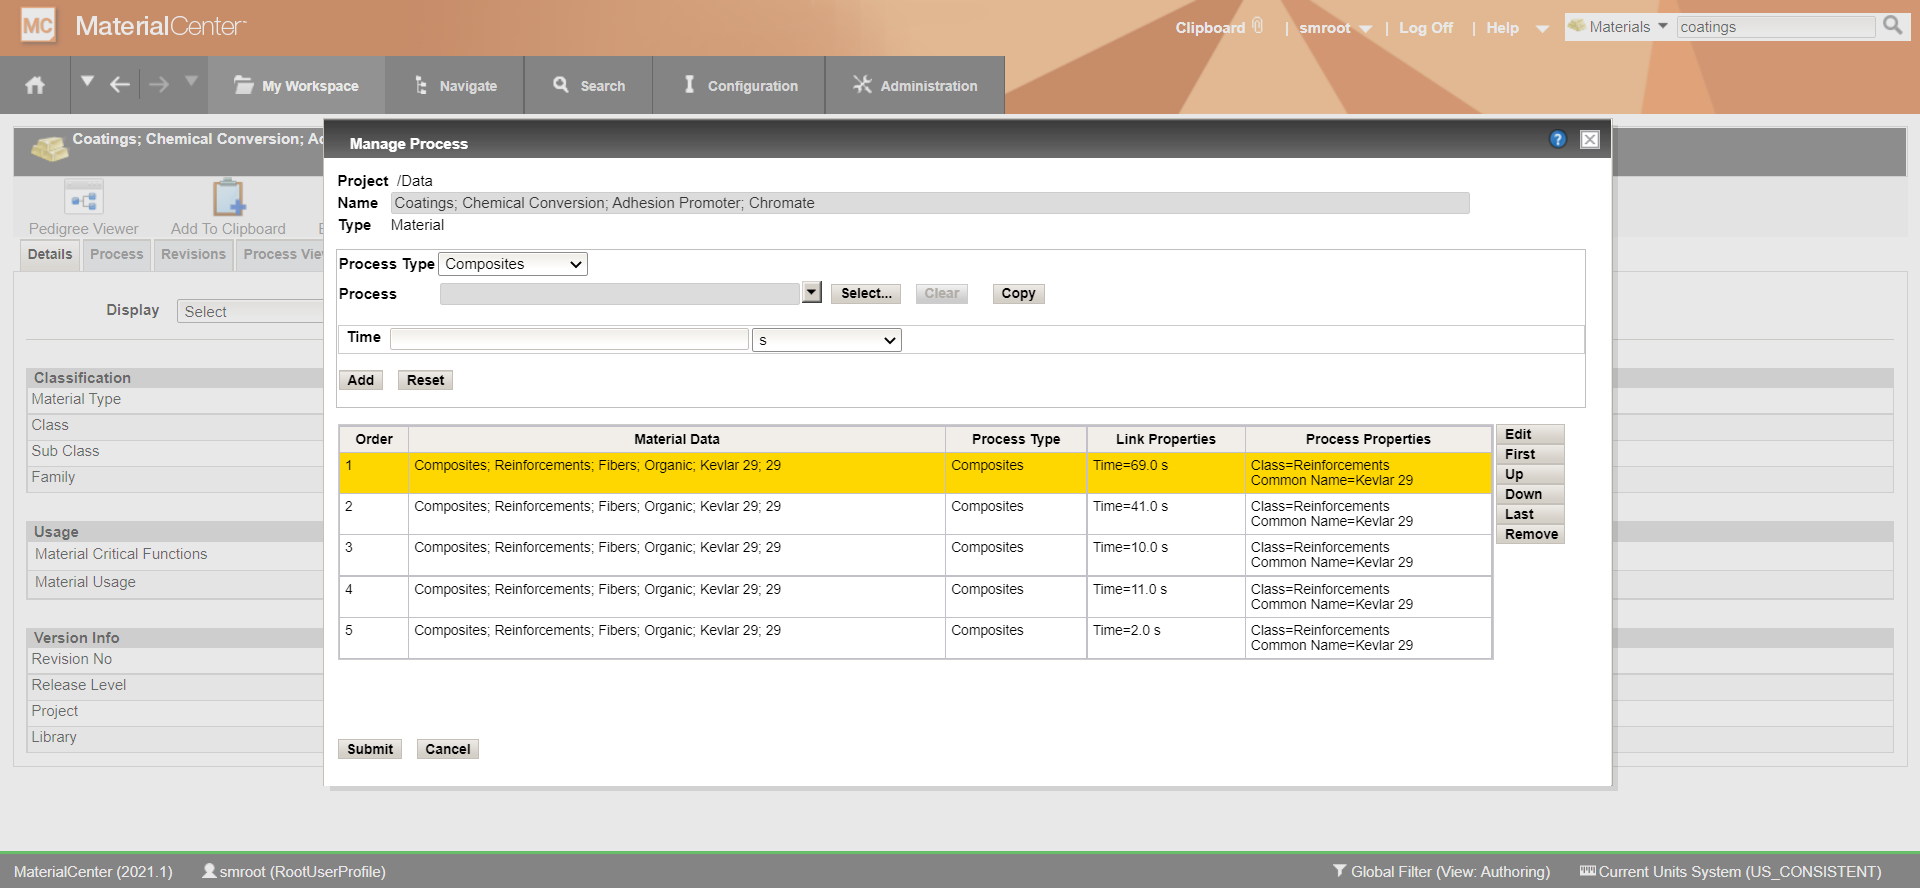 MC MaterialCenter
Clipboard | smroot | Log Off | Help
Materials coatings
My Workspace Navigate Search Configuration Administration
Coatings; Chemical Conversion;
Pedigree Viewer Add To Clipboard
Details Process Revisions Process Vie
Display Select
Classification
Material Type
Class
Sub Class
Family
Usage
Material Critical Functions
Material Usage
Version Info
Revision No
Release Level
Project
Library
Manage Process ?
Project /Data
Name Coatings; Chemical Conversion; Adhesion Promoter; Chromate
Type Material
Process Type Composites
Process Select... Clear Copy
Time s
Add Reset
Order Material Data Process Type Link Properties Process Properties
1 Composites; Reinforcements; Fibers; Organic; Kevlar 29; 29 Composites Time=69.0 s Class=Reinforcements
Common Name=Kevlar 29
2 Composites; Reinforcements; Fibers; Organic; Kevlar 29; 29 Composites Time=41.0 s Class=Reinforcements
Common Name=Kevlar 29
3 Composites; Reinforcements; Fibers; Organic; Kevlar 29; 29 Composites Time=10.0 s Class=Reinforcements
Common Name=Kevlar 29
4 Composites; Reinforcements; Fibers; Organic; Kevlar 29; 29 Composites Time=11.0 s Class=Reinforcements
Common Name=Kevlar 29
5 Composites; Reinforcements; Fibers; Organic; Kevlar 29; 29 Composites Time=2.0 s Class=Reinforcements
Common Name=Kevlar 29
Edit
First
Up
Down
Last
Remove
Submit Cancel
MaterialCenter (2021.1) smroot (RootUserProfile) Global Filter (View: Authoring) Current Units System (US_CONSISTENT)